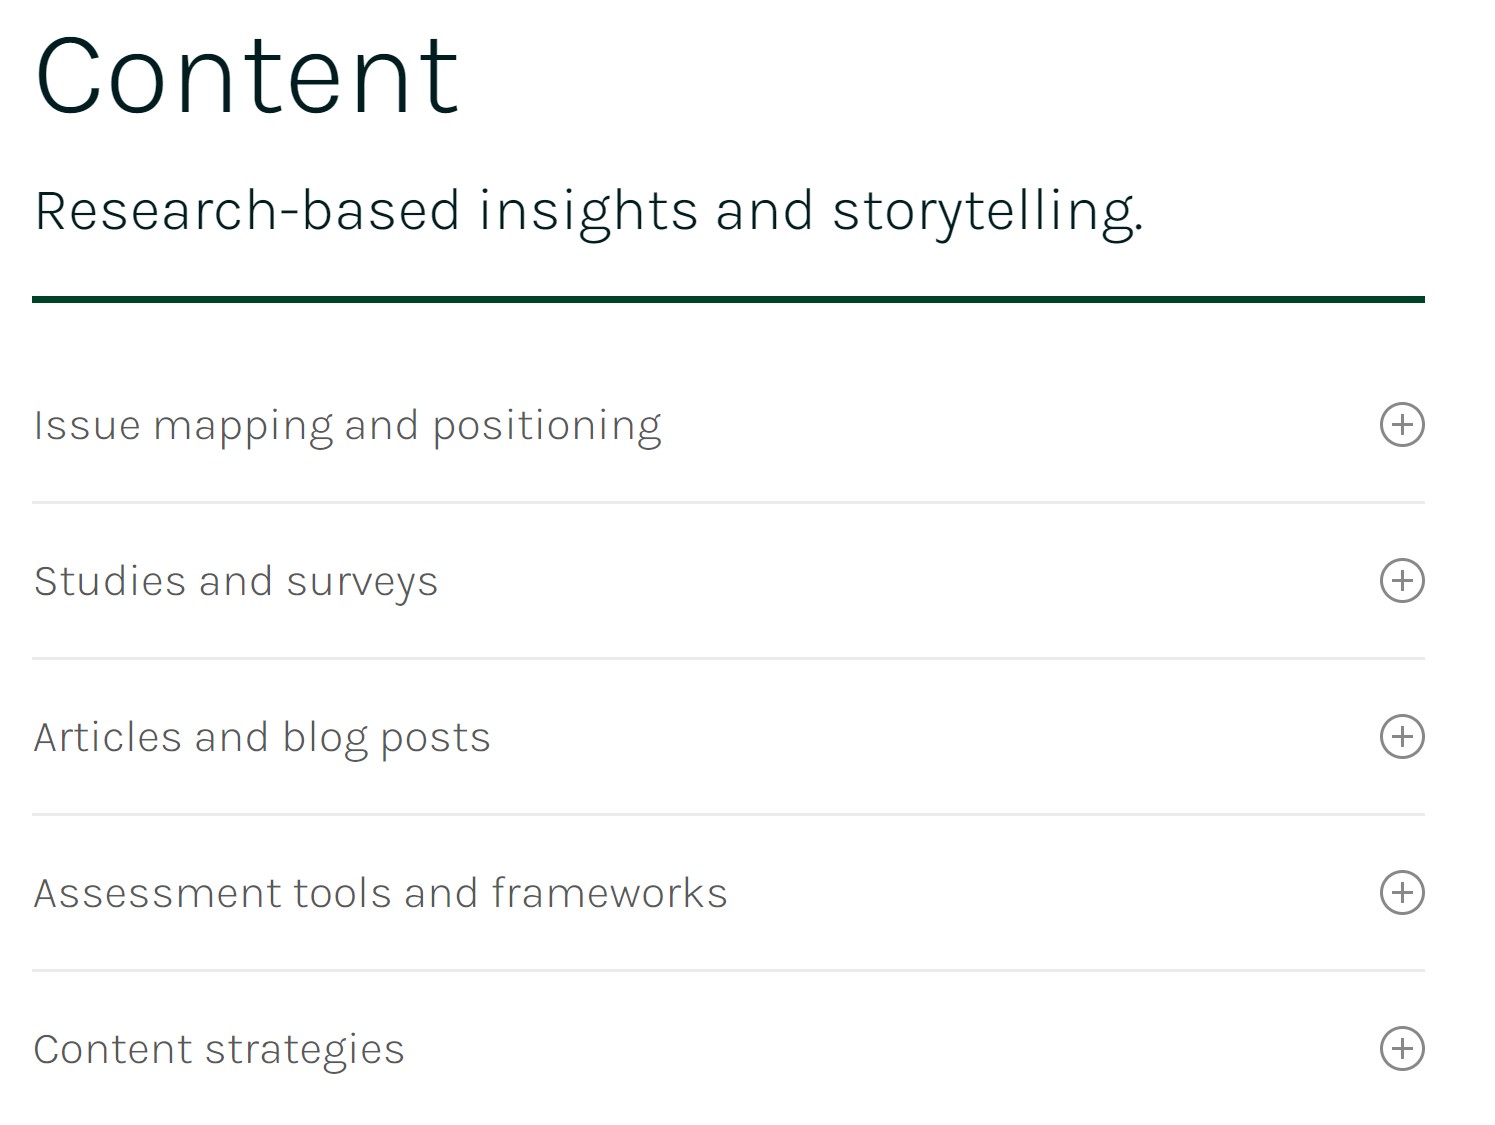 Content
Research-based insights and storytelling.
Issue mapping and positioning
Studies and surveys
Articles and blog posts
Assessment tools and frameworks
Content strategies